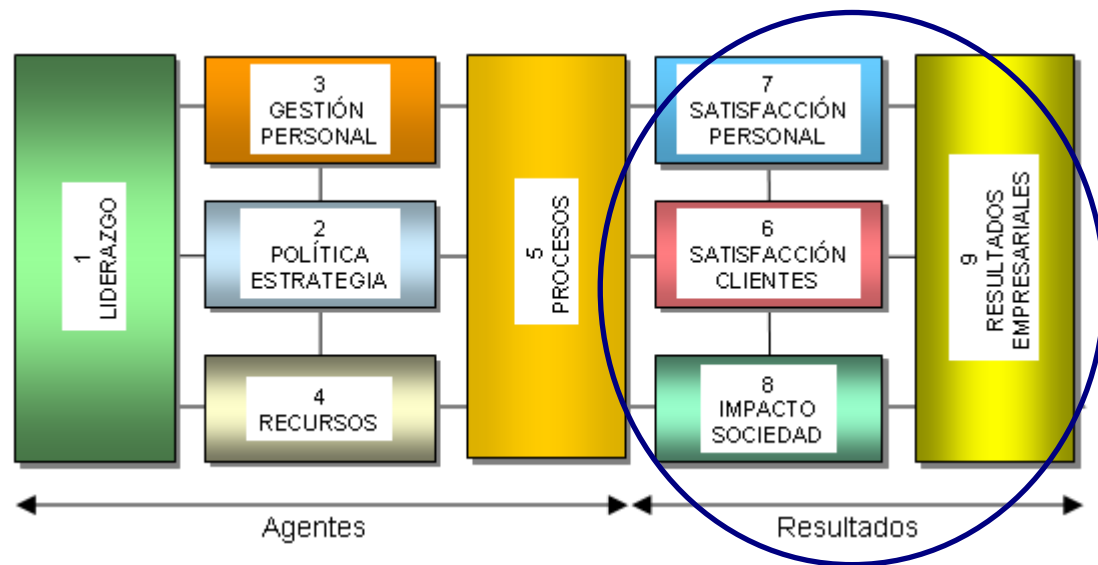 1
LIDERAZGO
3
GESTIÓN
PERSONAL
2
POLÍTICA
ESTRATEGIA
4
RECURSOS
5
PROCESOS
7
SATISFACCIÓN
PERSONAL
6
SATISFACCIÓN
CLIENTES
8
IMPACTO
SOCIEDAD
9
RESULTADOS
EMPRESARIALES
Agentes
Resultados